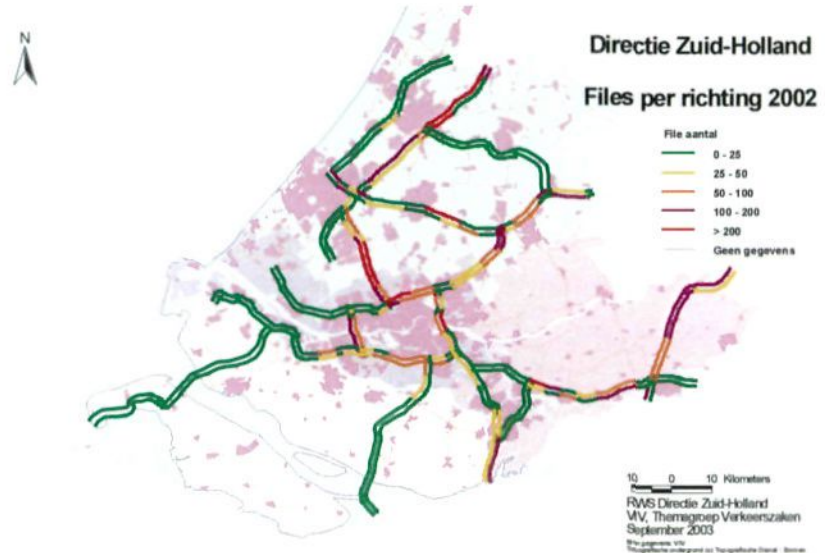 N
Directie Zuid-Holland
Files per richting 2002
File aantal
0 - 25
25 - 50
50 - 100
100 - 200
> 200
Geen gegevens
10 0 10 Kilometers
RWS Directie Zuid-Holland
VIV, Themagroep Verkeerszaken
September 2003